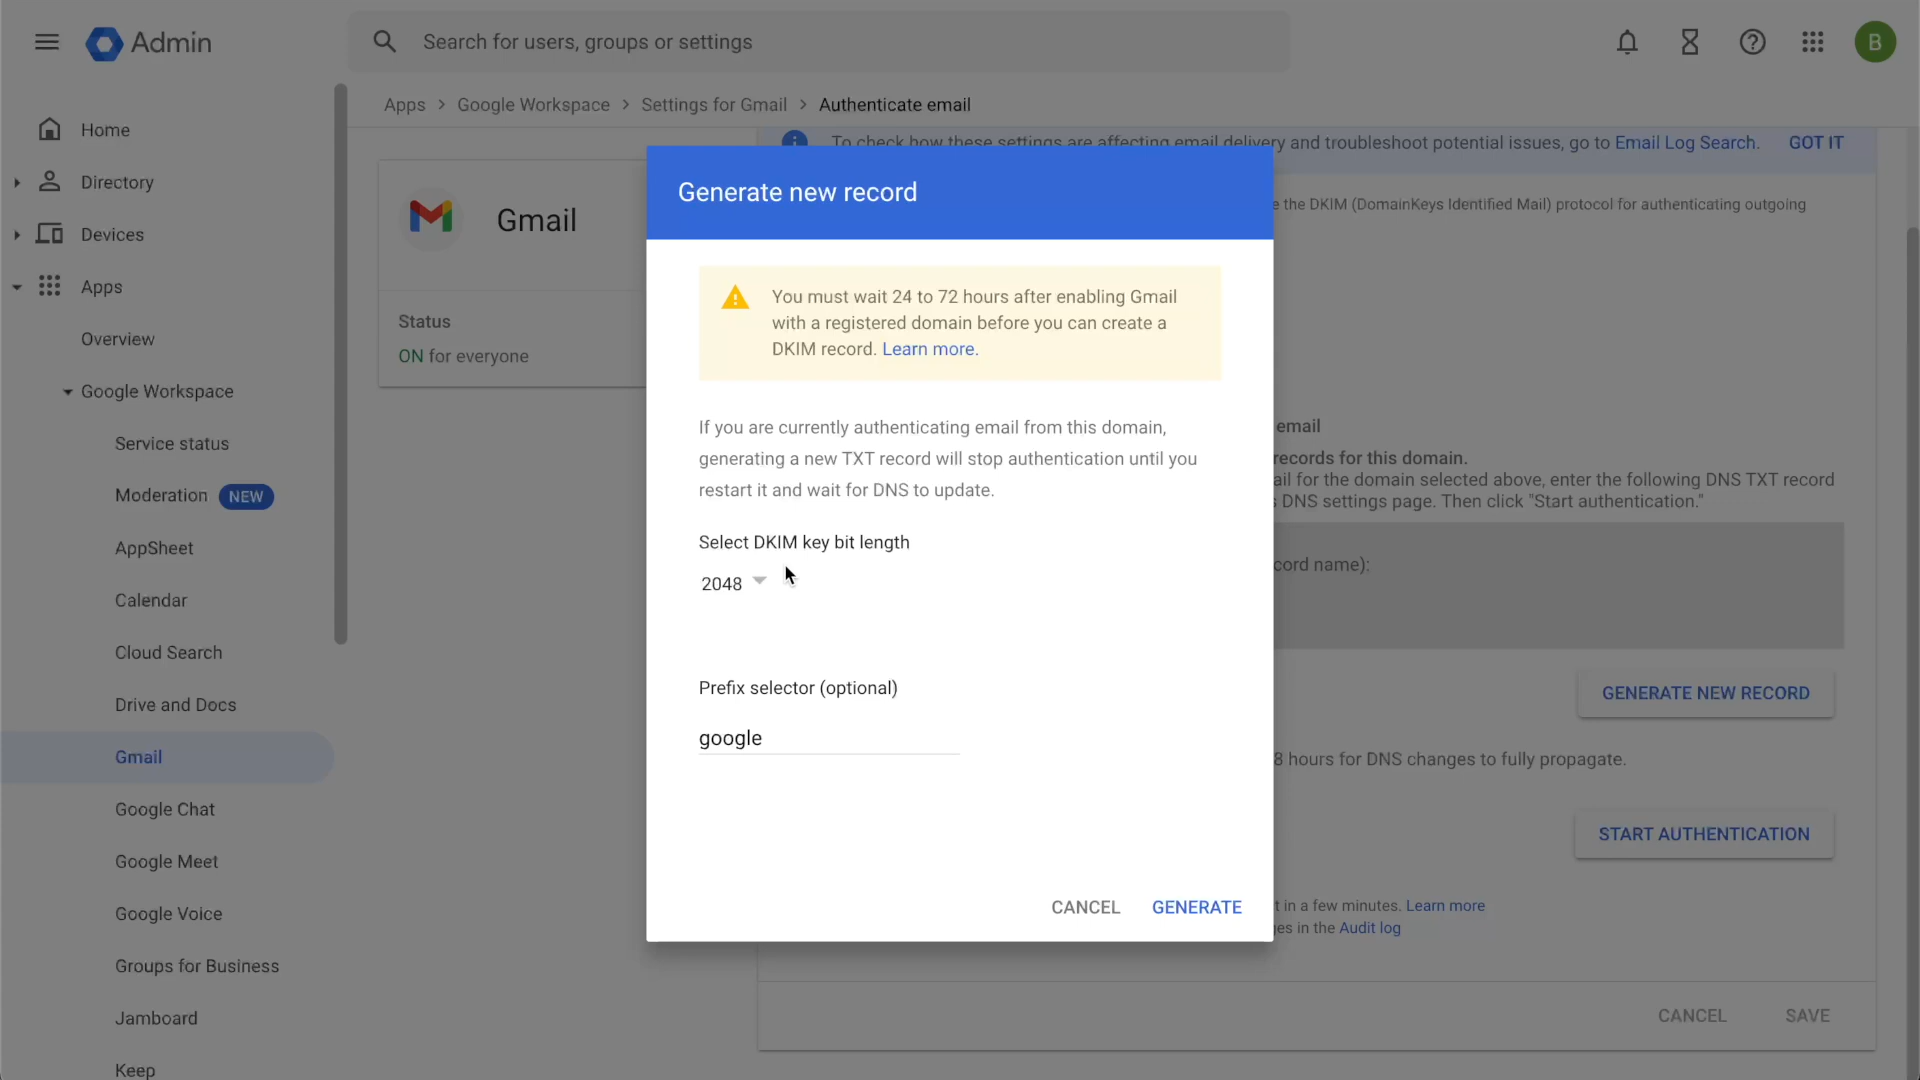 Admin
Search for users, groups or settings
B
Apps > Google Workspace > Settings for Gmail > Authenticate email
Home
Directory
Devices
Apps
Overview
Google Workspace
Service status
Moderation NEW
AppSheet
Calendar
Cloud Search
Drive and Docs
Gmail
Google Chat
Google Meet
Google Voice
Groups for Business
Jamboard
Keep
Gmail
Status
ON for everyone
To check how these settings are affecting email delivery and troubleshoot potential issues, go to Email Log Search. GOT IT
the DKIM (DomainKeys Identified Mail) protocol for authenticating outgoing
Generate new record
You must wait 24 to 72 hours after enabling Gmail
with a registered domain before you can create a
DKIM record. Learn more.
If you are currently authenticating email from this domain,
generating a new TXT record will stop authentication until you
restart it and wait for DNS to update.
Select DKIM key bit length
2048
Prefix selector (optional)
google
CANCEL GENERATE
email
records for this domain.
for the domain selected above, enter the following DNS TXT record
DNS settings page. Then click "Start authentication."
name):
GENERATE NEW RECORD
hours for DNS changes to fully propagate.
START AUTHENTICATION
in a few minutes. Learn more
in the Audit log
CANCEL SAVE